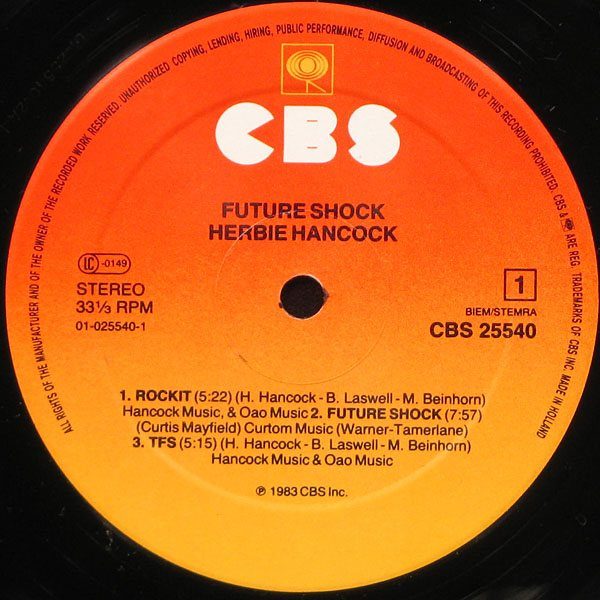 ALL RIGHTS OF THE MANUFACTURER AND OF THE OWNER OF THE RECORDED WORK RESERVED. UNAUTHORIZED COPYING, LENDING, HIRING, PUBLIC PERFORMANCE, DIFFUSION AND BROADCASTING OF THIS RECORDING PROHIBITED. CBS & ARE REG. TRADEMARKS OF CBS INC. MADE IN HOLLAND
CBS
FUTURE SHOCK
HERBIE HANCOCK
LC -0149
STEREO
33⅓ RPM
01-025540-1
1
BIEM/STEMRA
CBS 25540
1. ROCKIT (5:22) (H. Hancock - B. Laswell - M. Beinhorn)
Hancock Music, & Oao Music 2. FUTURE SHOCK (7:57)
(Curtis Mayfield) Curtom Music (Warner-Tamerlane)
3. TFS (5:15) (H. Hancock - B. Laswell - M. Beinhorn)
Hancock Music & Oao Music
℗ 1983 CBS Inc.